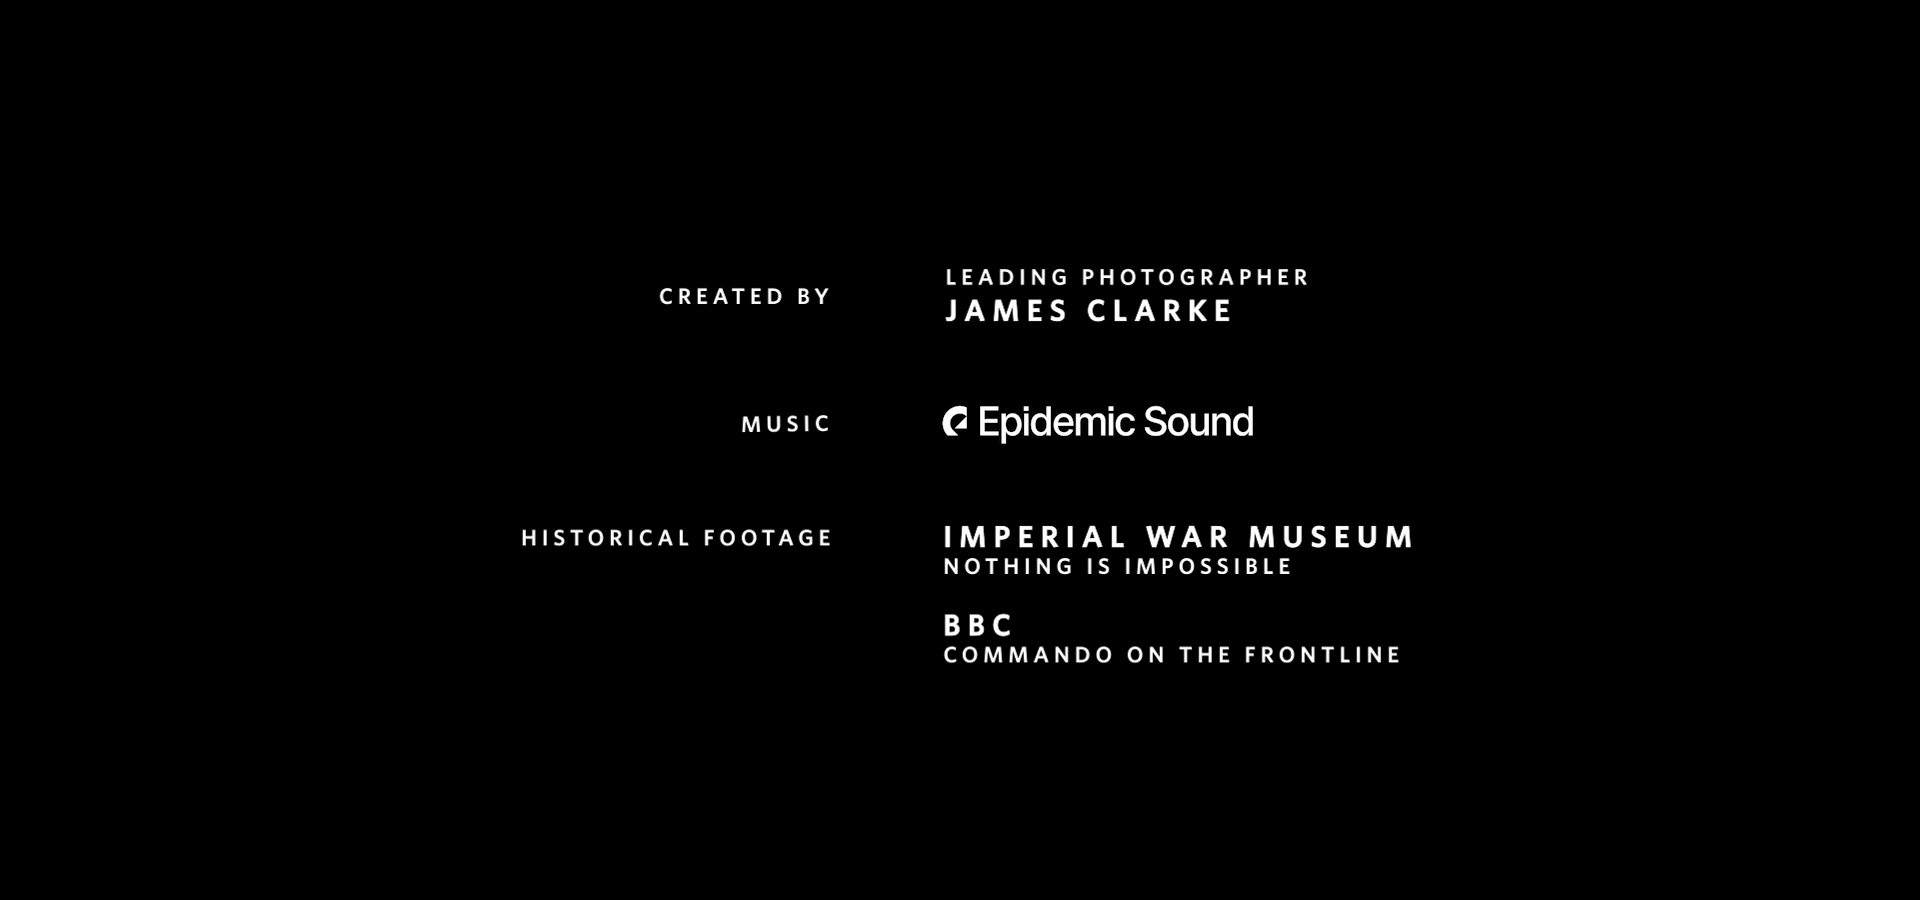 CREATED BY
LEADING PHOTOGRAPHER
JAMES CLARKE
MUSIC
Epidemic Sound
HISTORICAL FOOTAGE
IMPERIAL WAR MUSEUM
NOTHING IS IMPOSSIBLE
BBC
COMMANDO ON THE FRONTLINE